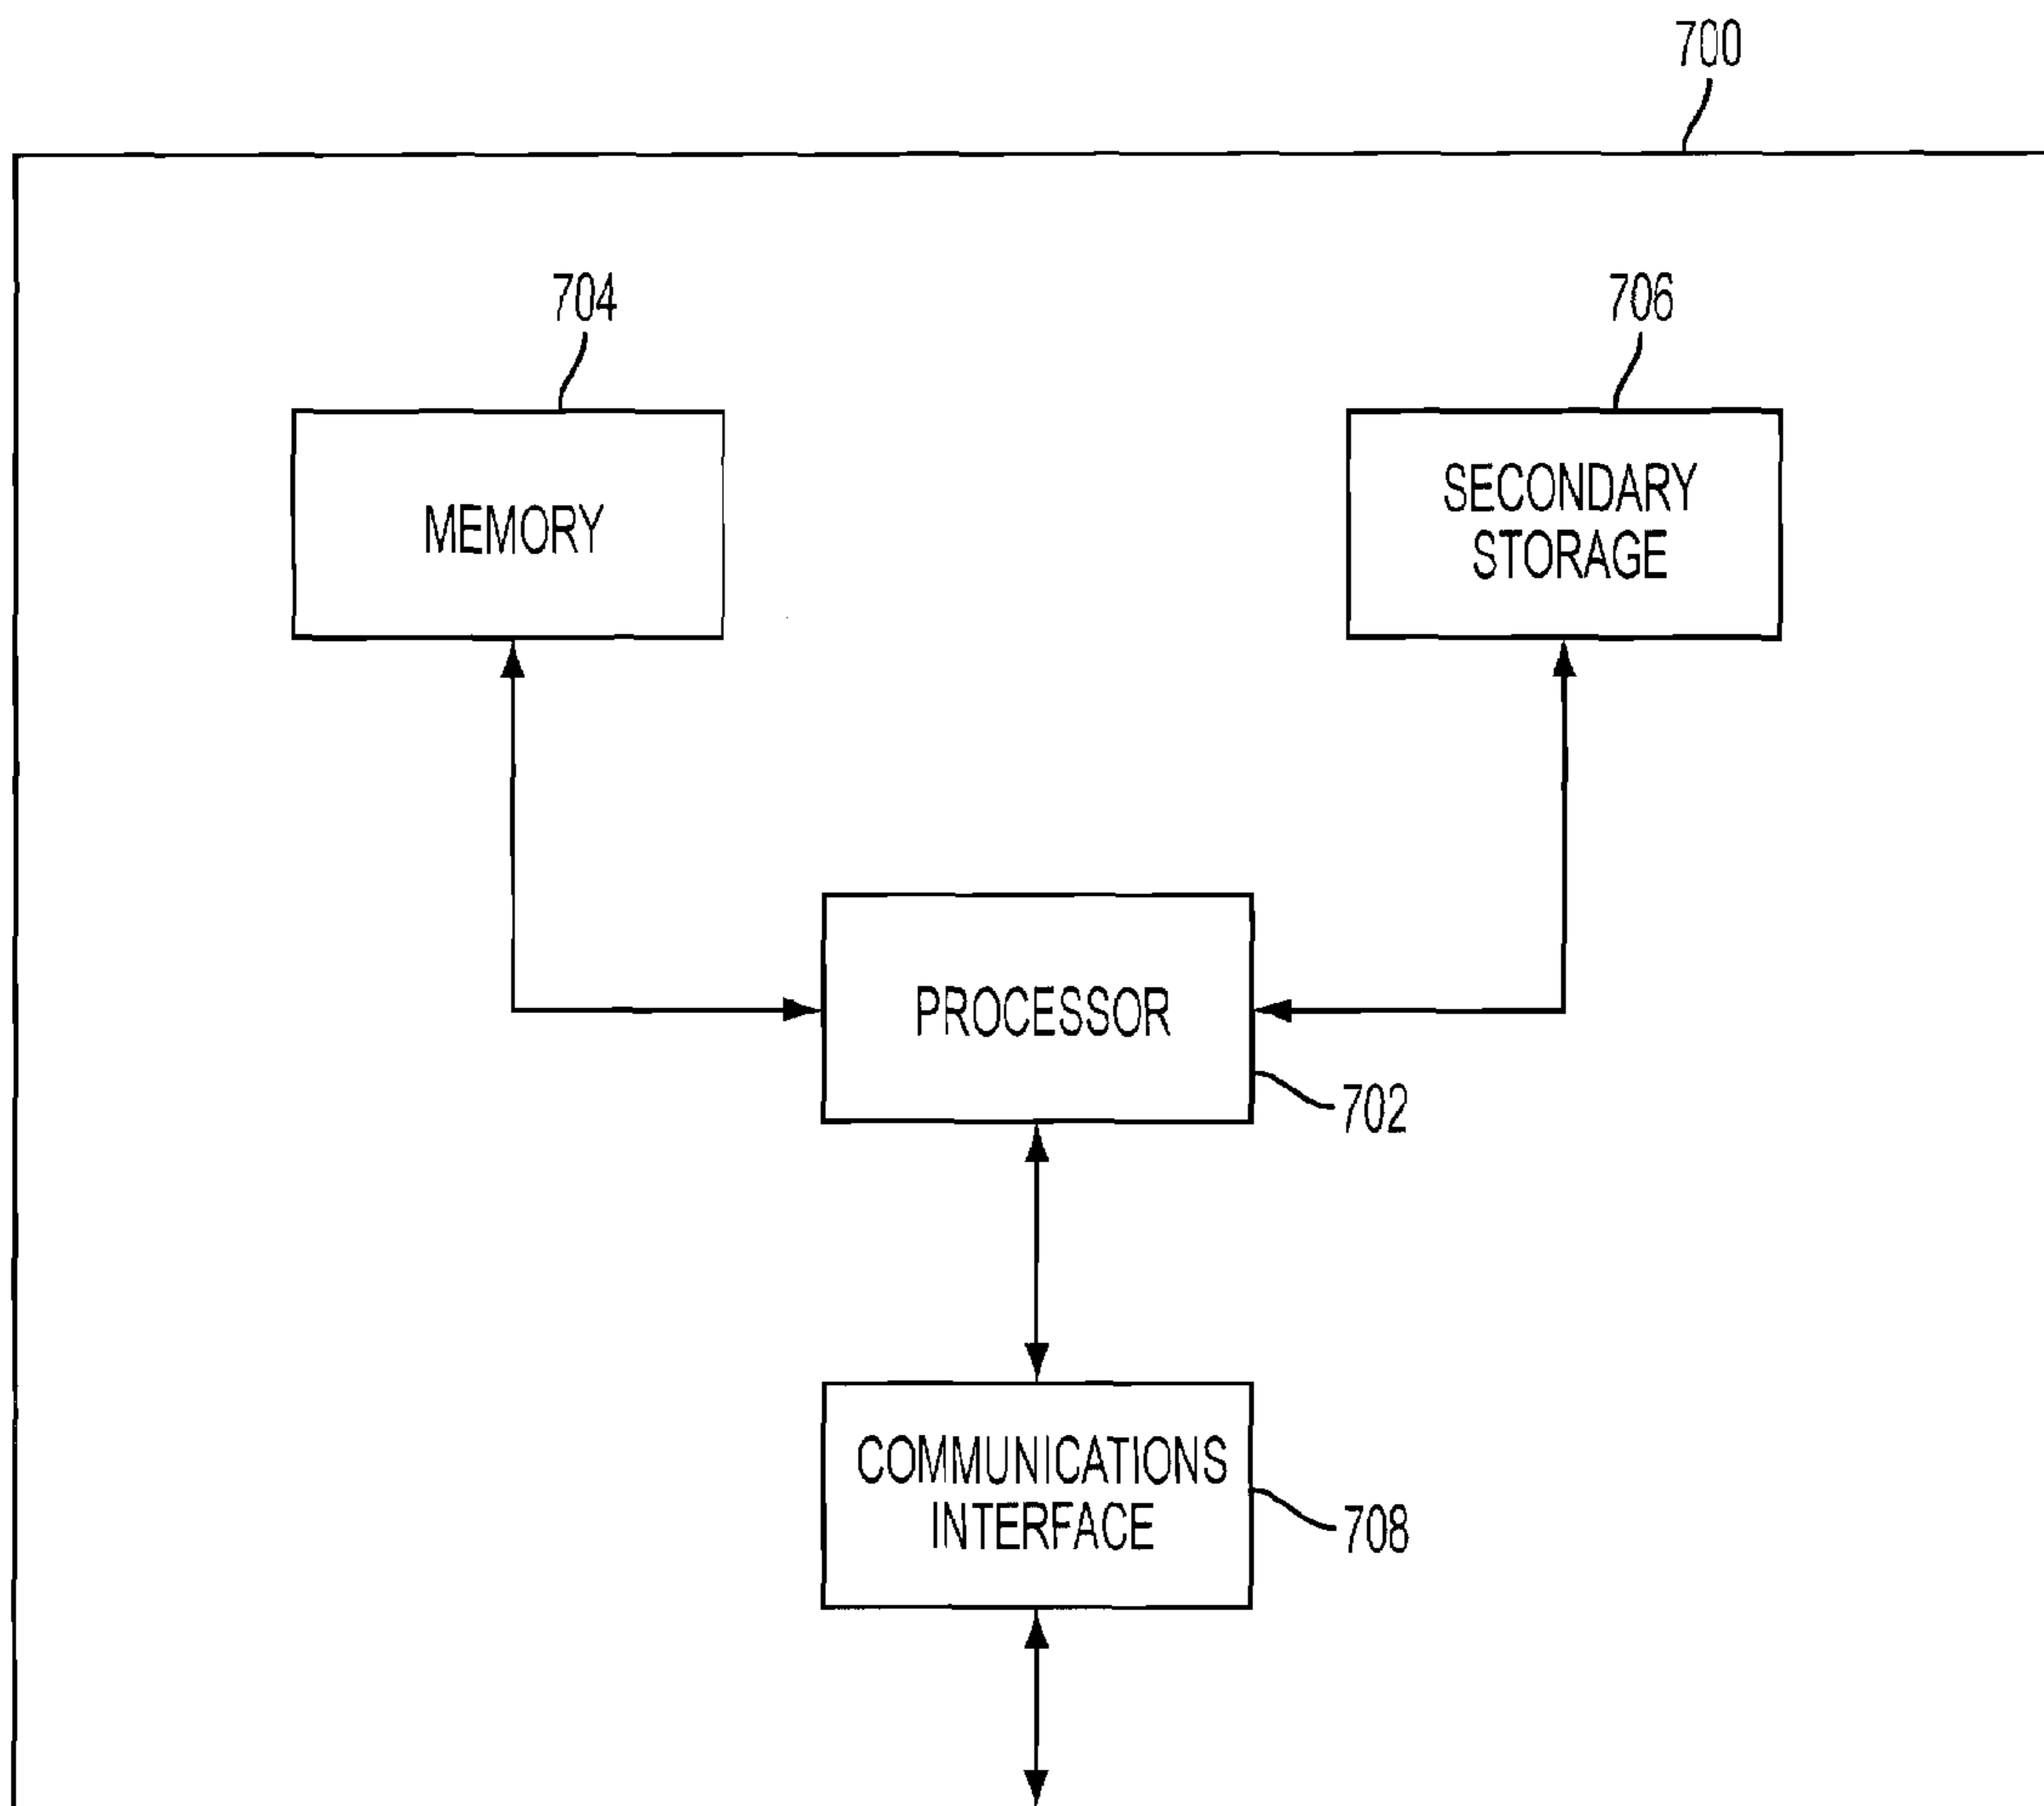 700
704
706
MEMORY
SECONDARY
STORAGE
PROCESSOR
702
COMMUNICATIONS
INTERFACE
708